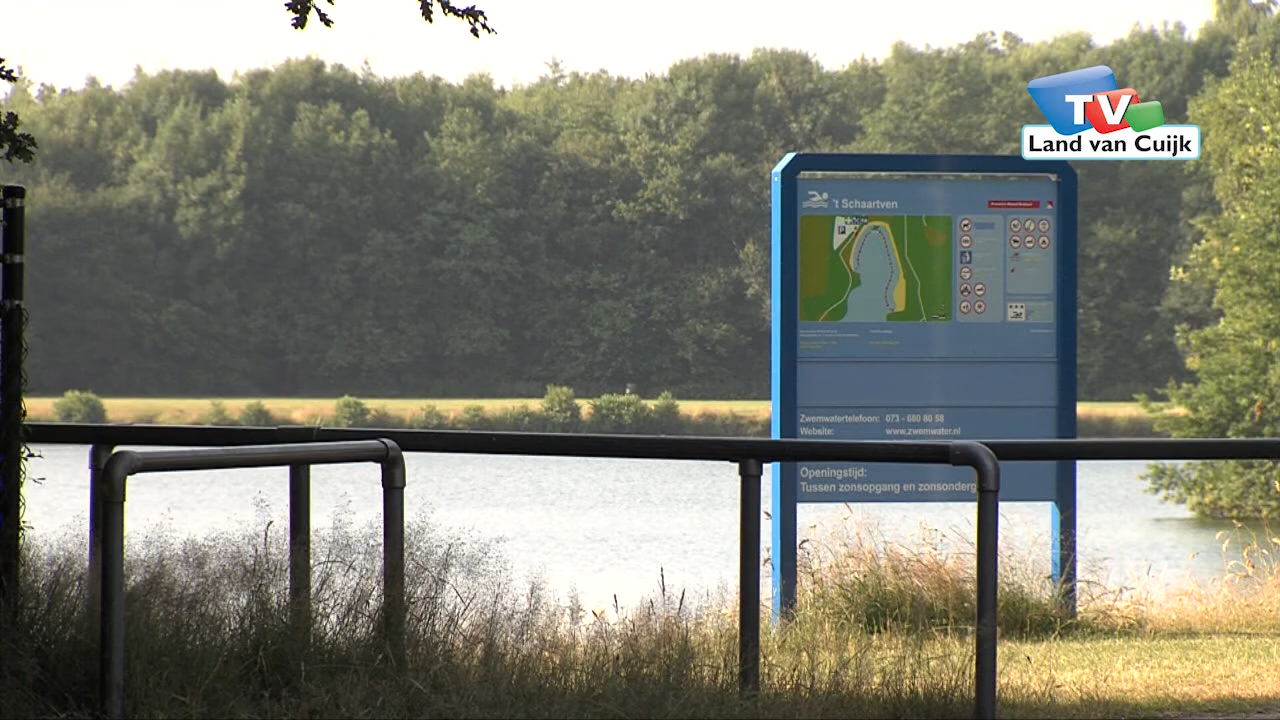 TV
Land van Cuijk
't Schaartven
P
Zwemwatertelefoon: 073 - 680 80 58
Website: www.zwemwater.nl
Openingstijd:
Tussen zonsopgang en zonsonderg